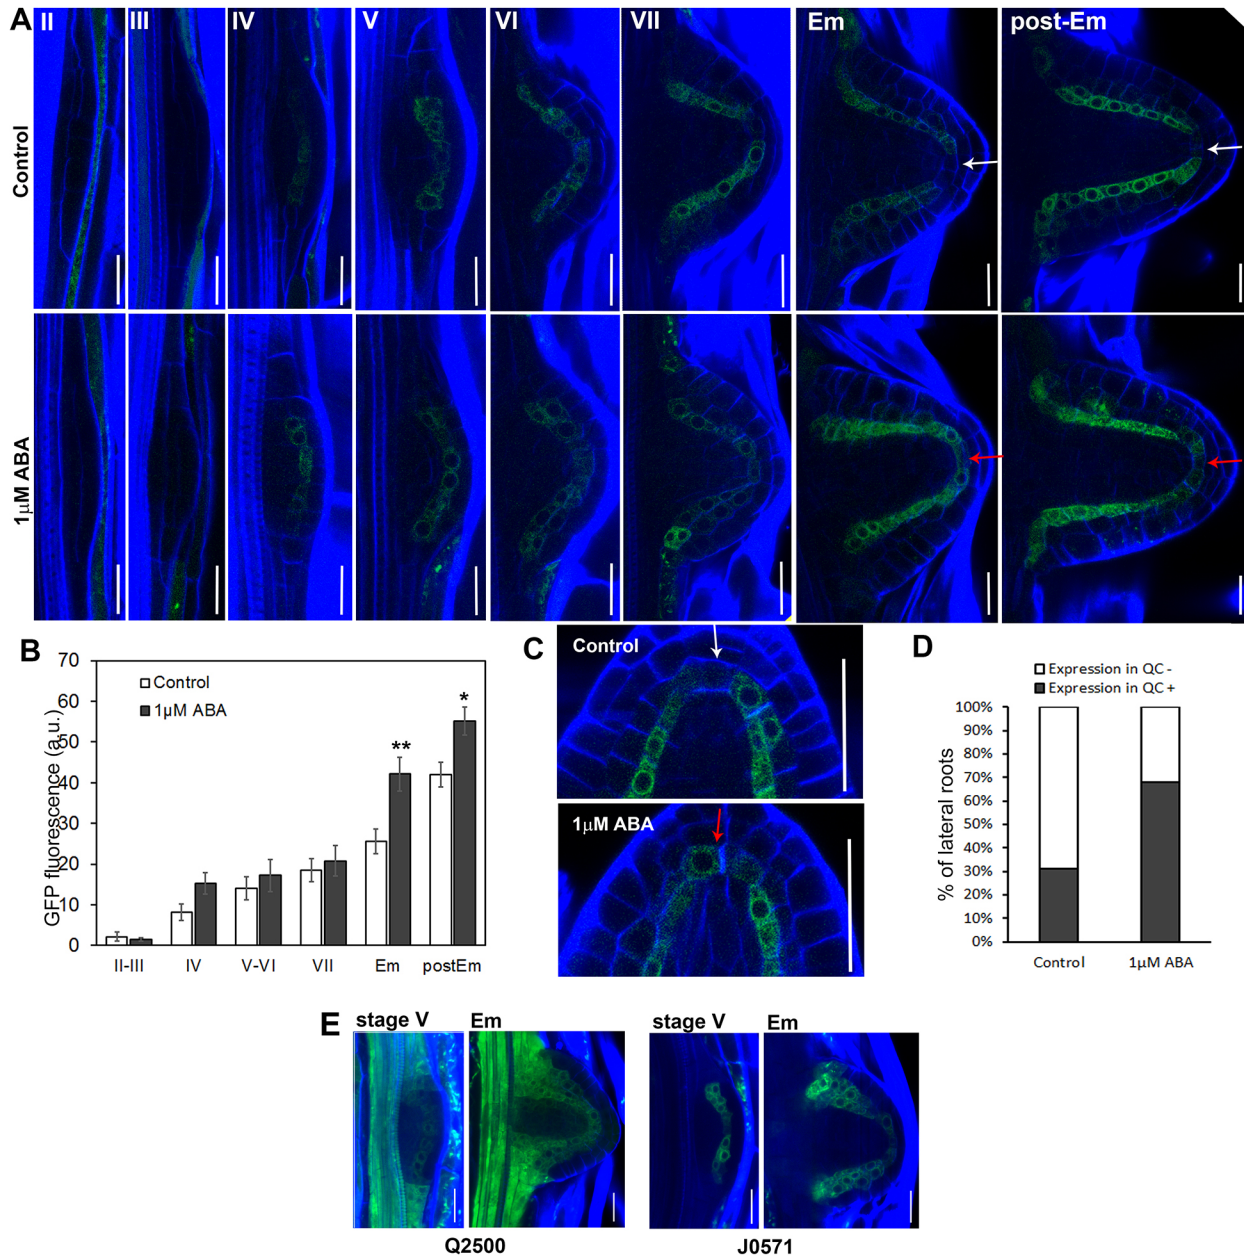 A
II III IV V VI VII Em post-Em
Control
1μM ABA
B
70
60
50
40
30
20
10
0
GFP fluorescence (a.u.)
Control
1μM ABA
**
*
II-III IV V-VI VII Em postEm
C
Control
1μM ABA
D
Expression in QC -
Expression in QC +
100%
90%
80%
70%
60%
50%
40%
30%
20%
10%
0%
% of lateral roots
Control 1μM ABA
E
stage V Em stage V Em
Q2500 J0571